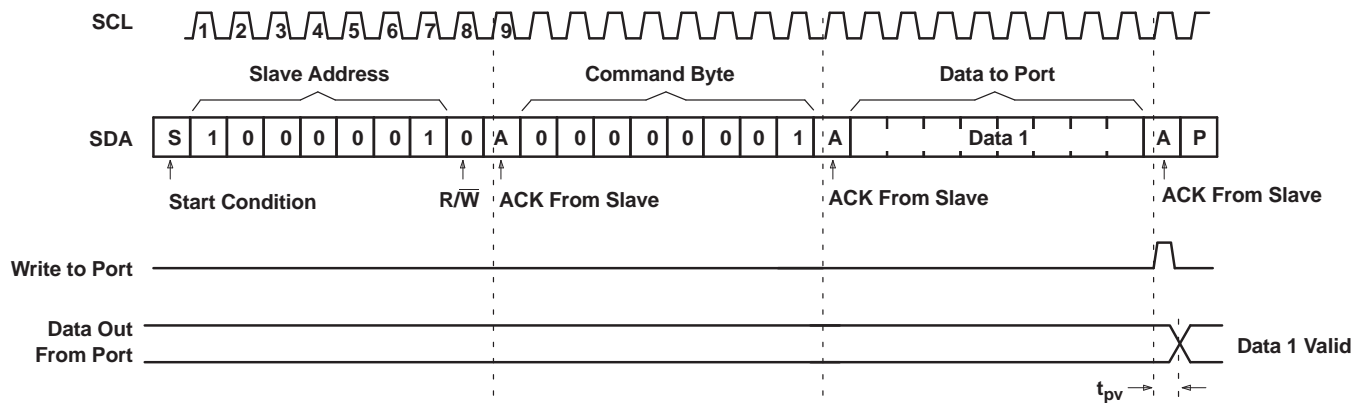 SCL
1 2 3 4 5 6 7 8 9
Slave Address Command Byte Data to Port
SDA
S 1 0 0 0 0 0 1 0 A 0 0 0 0 0 0 0 1 A Data 1 A P
Start Condition R/W̅ ACK From Slave ACK From Slave ACK From Slave
Write to Port
Data Out
From Port
Data 1 Valid
tpv